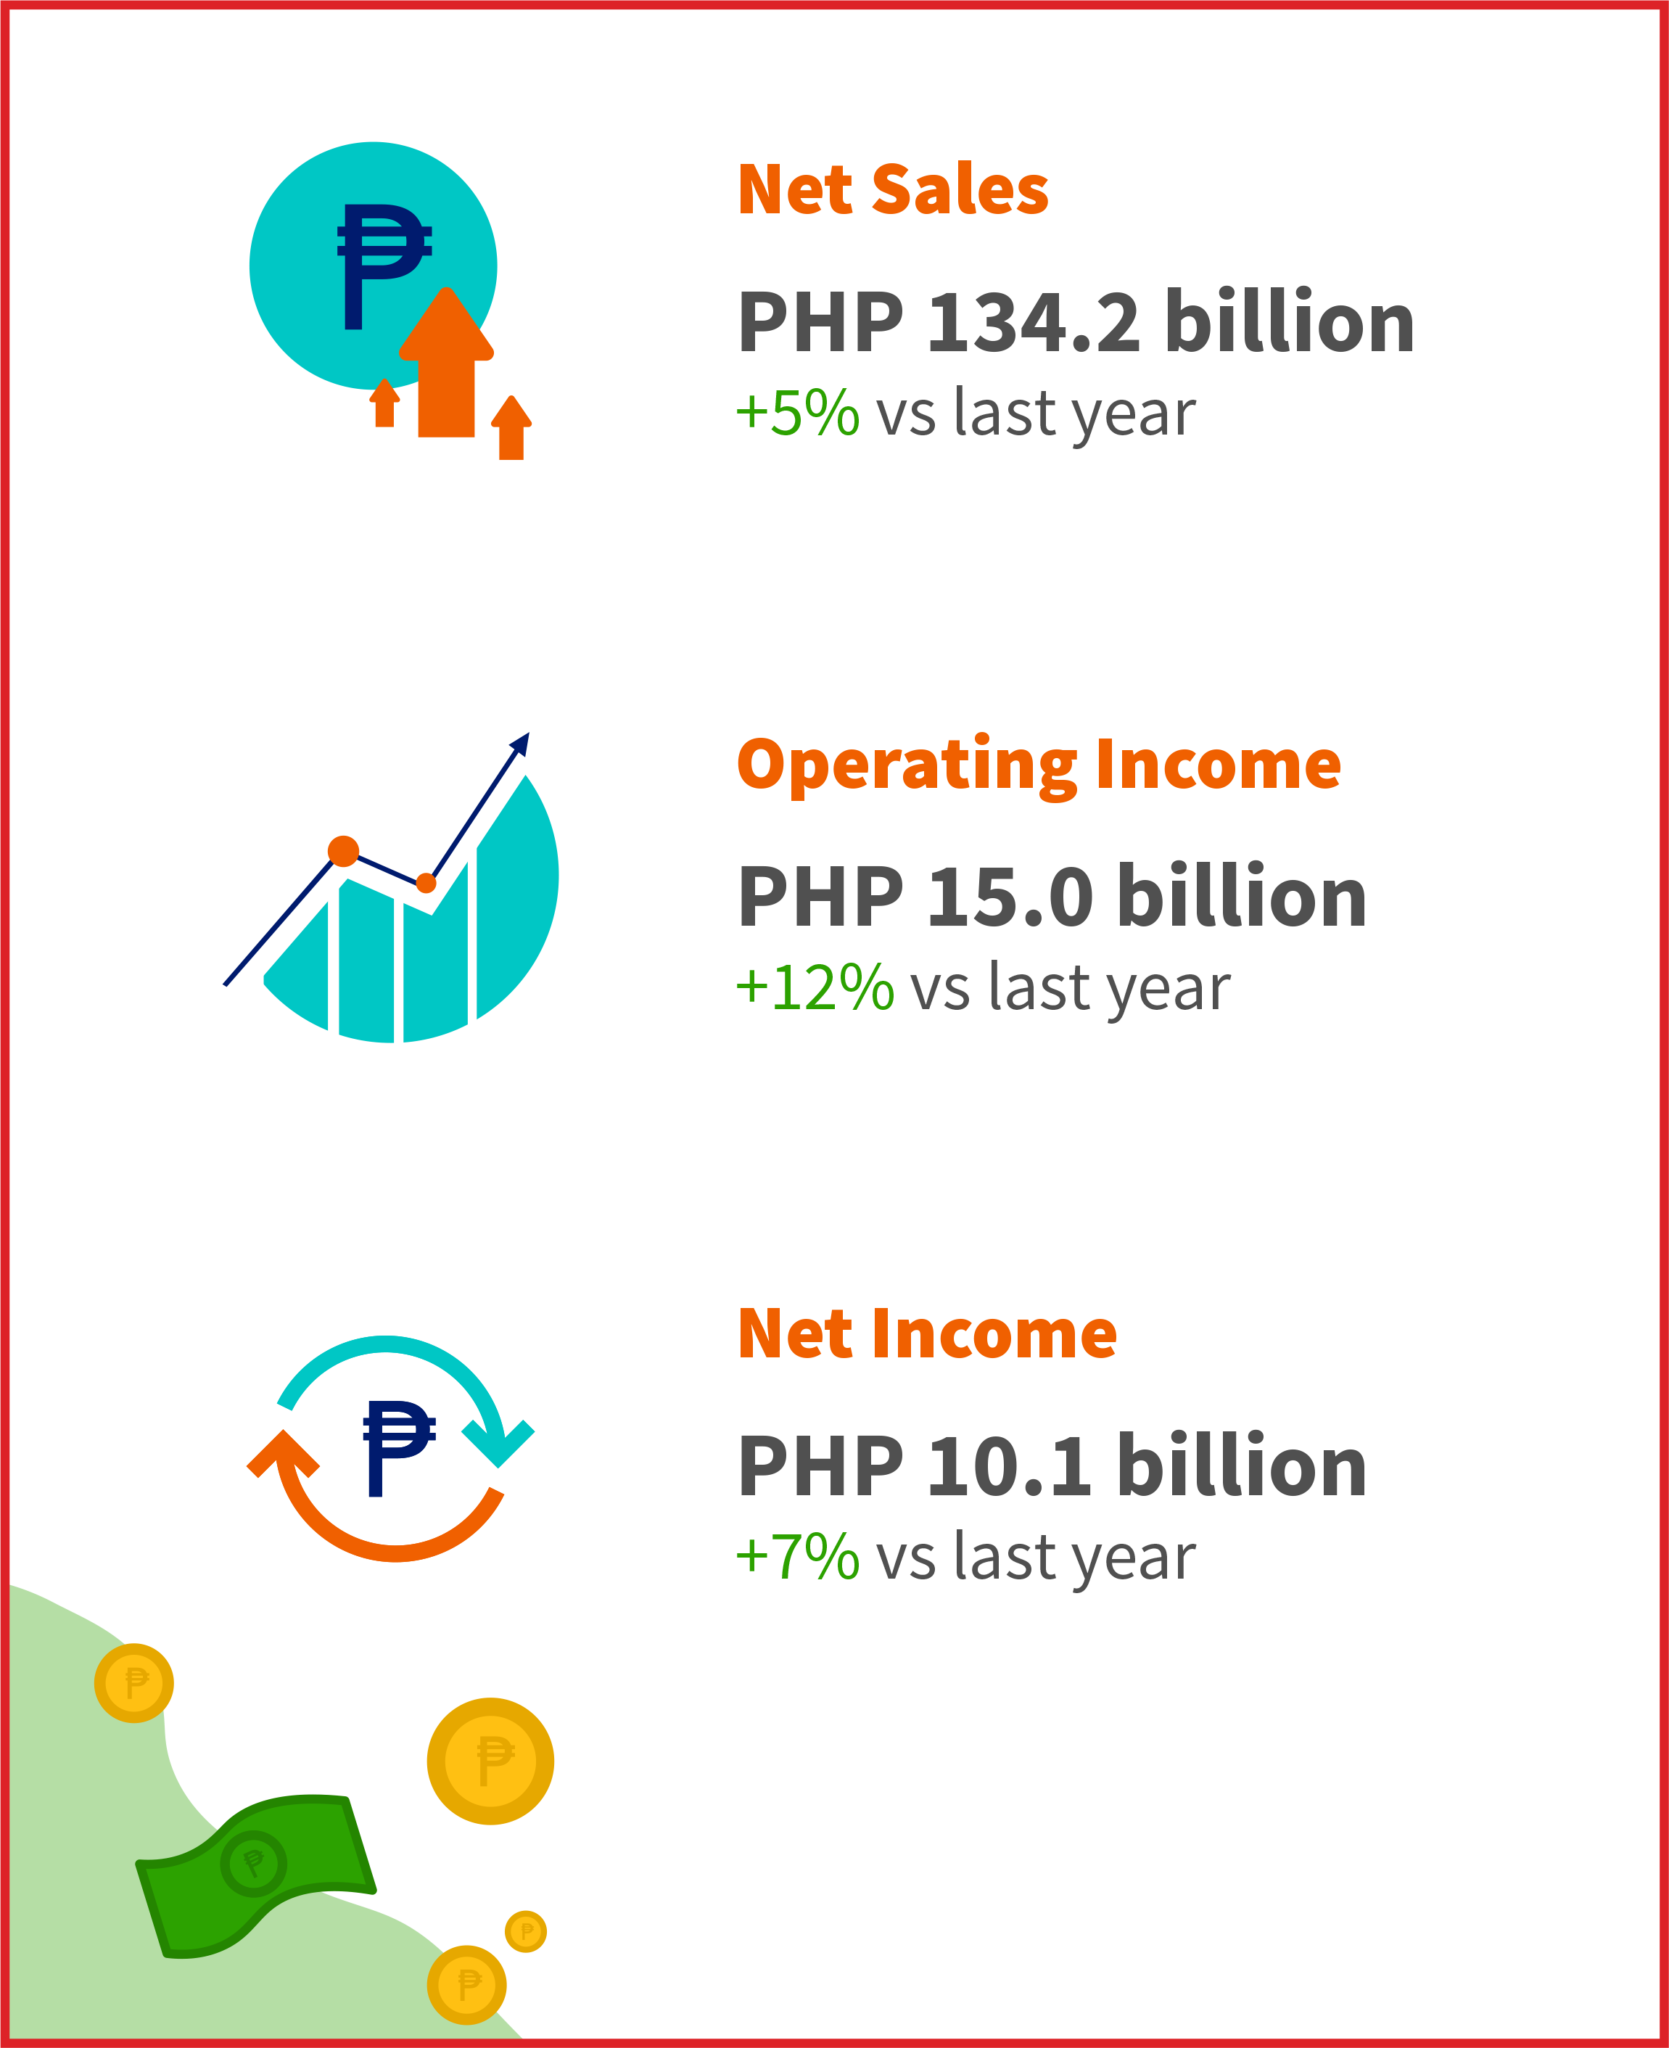 Net Sales
PHP 134.2 billion
+5% vs last year
Operating Income
PHP 15.0 billion
+12% vs last year
Net Income
PHP 10.1 billion
+7% vs last year